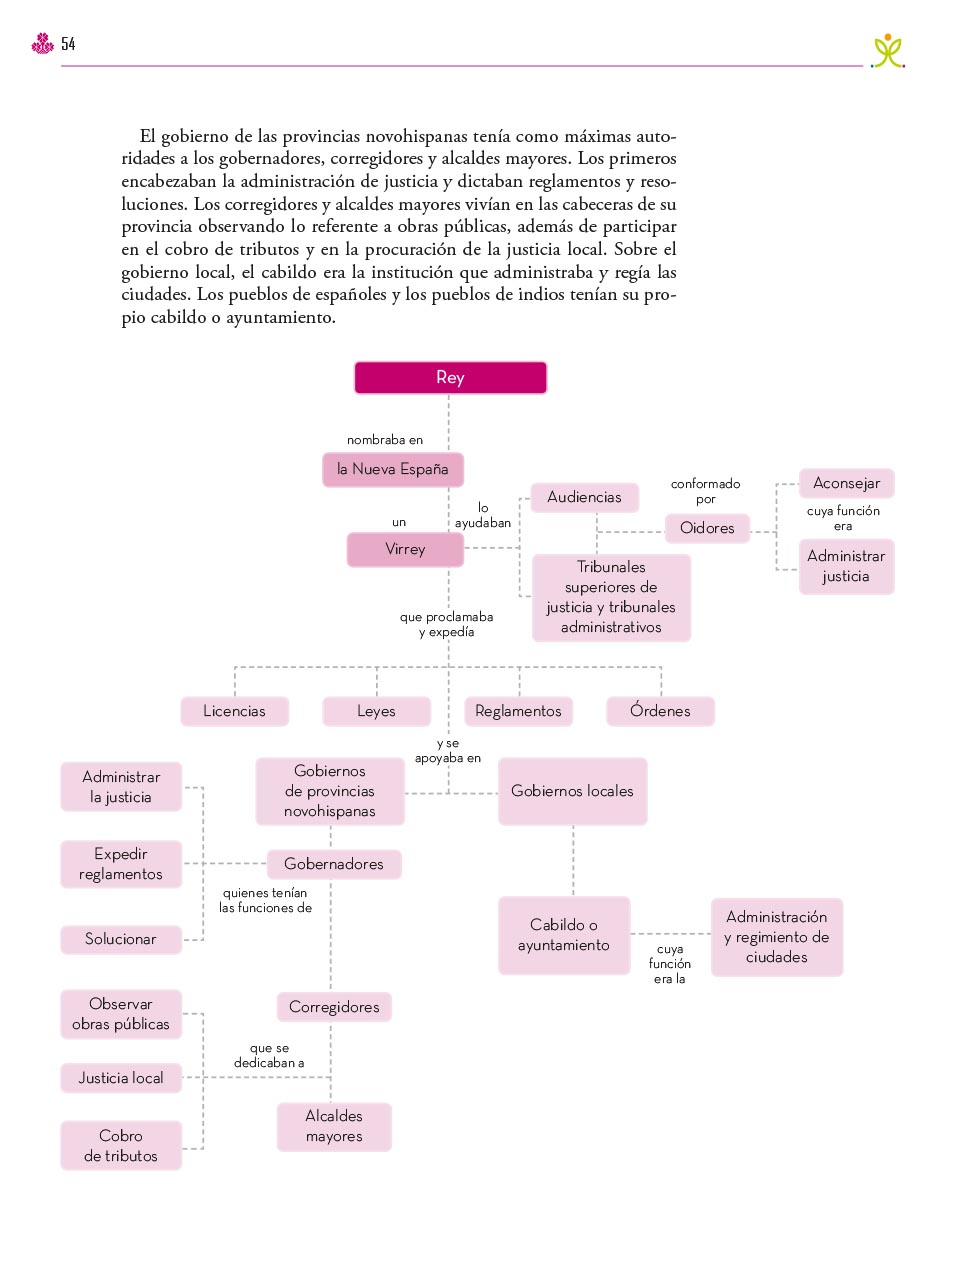 54
El gobierno de las provincias novohispanas tenía como máximas auto-
ridades a los gobernadores, corregidores y alcaldes mayores. Los primeros
encabezaban la administración de justicia y dictaban reglamentos y reso-
luciones. Los corregidores y alcaldes mayores vivían en las cabeceras de su
provincia observando lo referente a obras públicas, además de participar
en el cobro de tributos y en la procuración de la justicia local. Sobre el
gobierno local, el cabildo era la institución que administraba y regía las
ciudades. Los pueblos de españoles y los pueblos de indios tenían su pro-
pio cabildo o ayuntamiento.
Rey
nombraba en
la Nueva España
un
Virrey
lo
ayudaban
Audiencias
Tribunales
superiores de
justicia y tribunales
administrativos
conformado
por
Oidores
Aconsejar
cuya función
era
Administrar
justicia
que proclamaba
y expedía
Licencias
Leyes
Reglamentos
Órdenes
y se
apoyaba en
Gobiernos
de provincias
novohispanas
Gobiernos locales
Administrar
la justicia
Expedir
reglamentos
Solucionar
Gobernadores
quienes tenían
las funciones de
Cabildo o
ayuntamiento
cuya
función
era la
Administración
y regimiento de
ciudades
Observar
obras públicas
Justicia local
Cobro
de tributos
Corregidores
que se
dedicaban a
Alcaldes
mayores